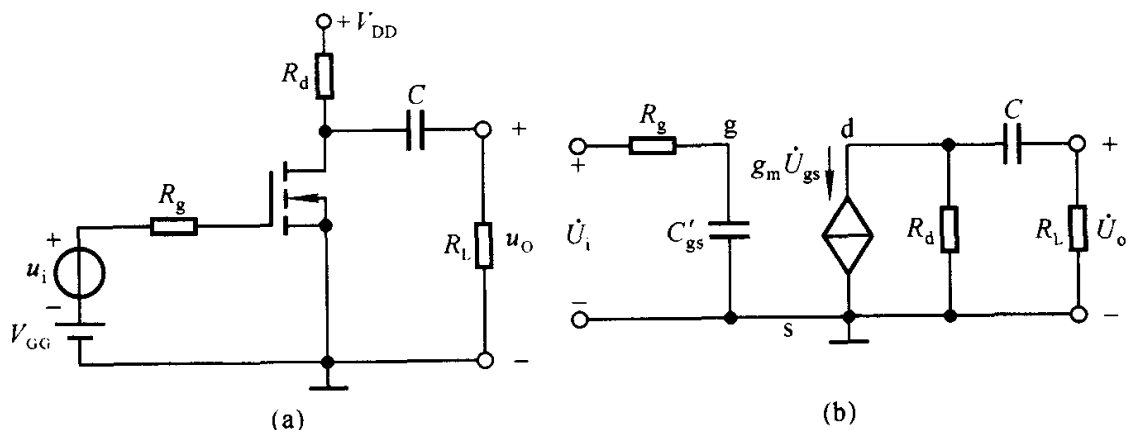 + V_DD
R_d
C
+
R_g
R_L
u_O
+
u_i
−
V_GG
−
(a)
R_g
g
d
C
+
+
g_m U̇_gs
U̇_i
C′_gs
R_d
R_L
U̇_o
−
s
−
(b)